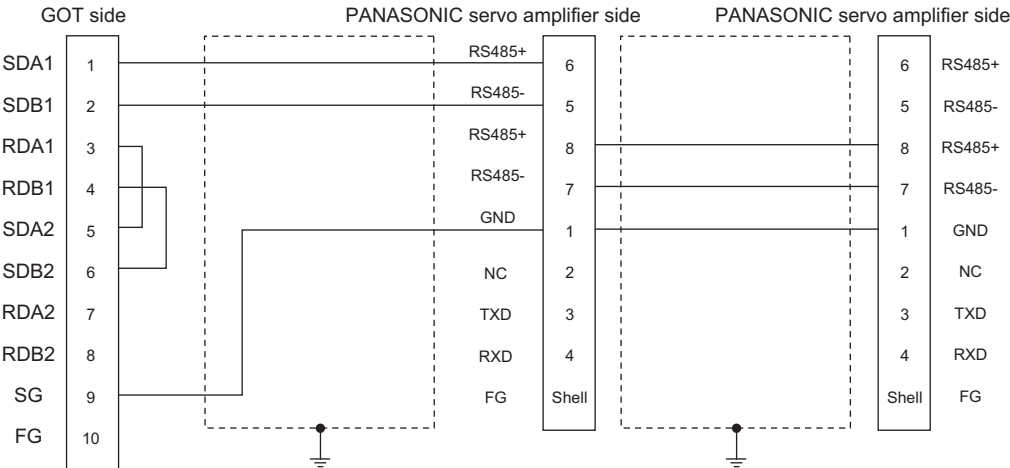 GOT side PANASONIC servo amplifier side PANASONIC servo amplifier side
SDA1 1 RS485+ 6 6 RS485+
SDB1 2 RS485- 5 5 RS485-
RDA1 3 RS485+ 8 8 RS485+
RDB1 4 RS485- 7 7 RS485-
SDA2 5 GND 1 1 GND
SDB2 6 NC 2 2 NC
RDA2 7 TXD 3 3 TXD
RDB2 8 RXD 4 4 RXD
SG 9 FG Shell Shell FG
FG 10